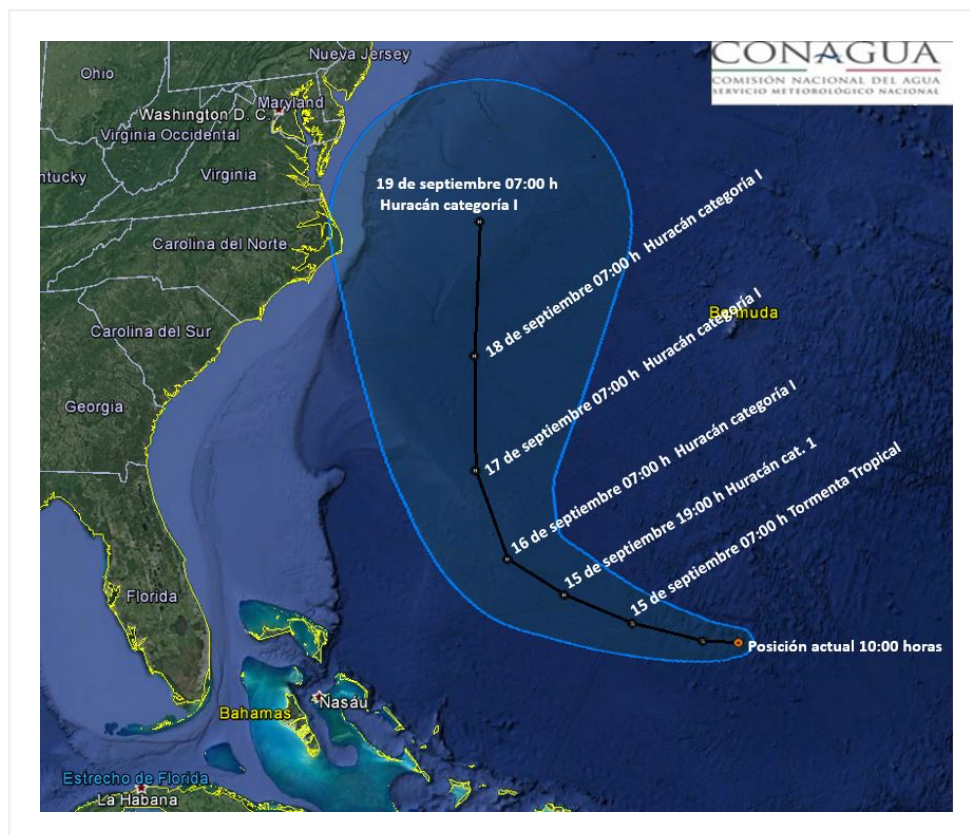 CONAGUA
COMISIÓN NACIONAL DEL AGUA
SERVICIO METEOROLÓGICO NACIONAL
Nueva Jersey
Ohio
Maryland
Washington D. C.
Virginia Occidental
ntucky
Virginia
19 de septiembre 07:00 h
Huracán categoría I
Carolina del Norte
18 de septiembre 07:00 h Huracán categoría I
Bermuda
Carolina del Sur
17 de septiembre 07:00 h Huracán categoría I
Georgia
16 de septiembre 07:00 h Huracán categoría I
15 de septiembre 19:00 h Huracán cat. 1
15 de septiembre 07:00 h Tormenta Tropical
Florida
Posición actual 10:00 horas
Nasáu
Bahamas
Estrecho de Florida
La Habana